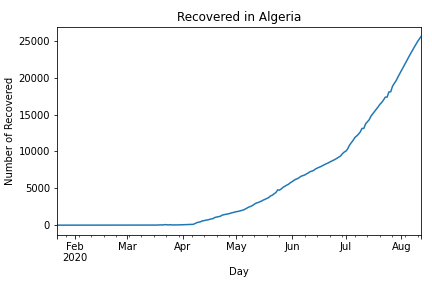 Recovered in Algeria
Number of Recovered
25000
20000
15000
10000
5000
0
Feb Mar Apr May Jun Jul Aug
2020
Day